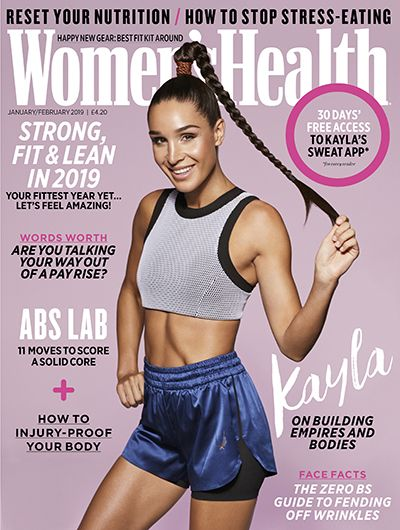 RESET YOUR NUTRITION / HOW TO STOP STRESS-EATING
HAPPY NEW GEAR: BEST FIT KIT AROUND
Women'sHealth
JANUARY/FEBRUARY 2019 | £4.20
STRONG,
FIT & LEAN
IN 2019
YOUR FITTEST YEAR YET...
LET'S FEEL AMAZING!
30 DAYS'
FREE ACCESS
TO KAYLA'S
SWEAT APP*
*for every reader
WORDS WORTH
ARE YOU TALKING
YOUR WAY OUT
OF A PAY RISE?
ABS LAB
11 MOVES TO SCORE
A SOLID CORE
+
HOW TO
INJURY-PROOF
YOUR BODY
Kayla
ON BUILDING
EMPIRES AND
BODIES
FACE FACTS
THE ZERO BS
GUIDE TO FENDING
OFF WRINKLES